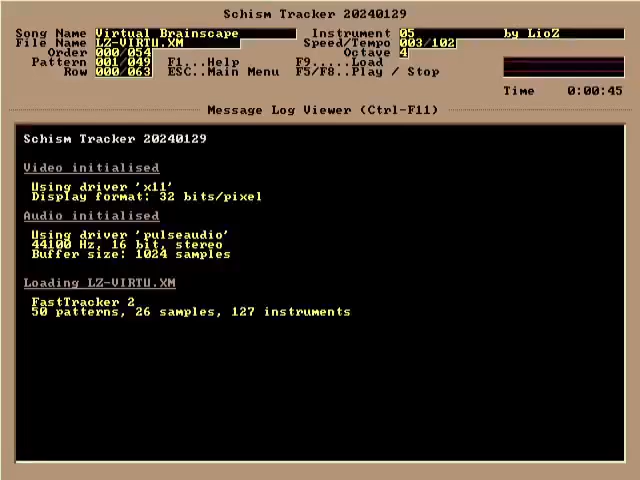 Schism Tracker 20240129
Song Name Virtual Brainscape Instrument 05 by LioZ
File Name LZ-VIRTU.XM Speed/Tempo 003/102
Order 000/054 Octave 4
Pattern 001/049 F1...Help F9.....Load
Row 000/063 ESC..Main Menu F5/F8..Play / Stop
Time 0:00:45
Message Log Viewer (Ctrl-F11)
Schism Tracker 20240129
Video initialised
Using driver 'x11'
Display format: 32 bits/pixel
Audio initialised
Using driver 'pulseaudio'
44100 Hz, 16 bit, stereo
Buffer size: 1024 samples
Loading LZ-VIRTU.XM
FastTracker 2
50 patterns, 26 samples, 127 instruments